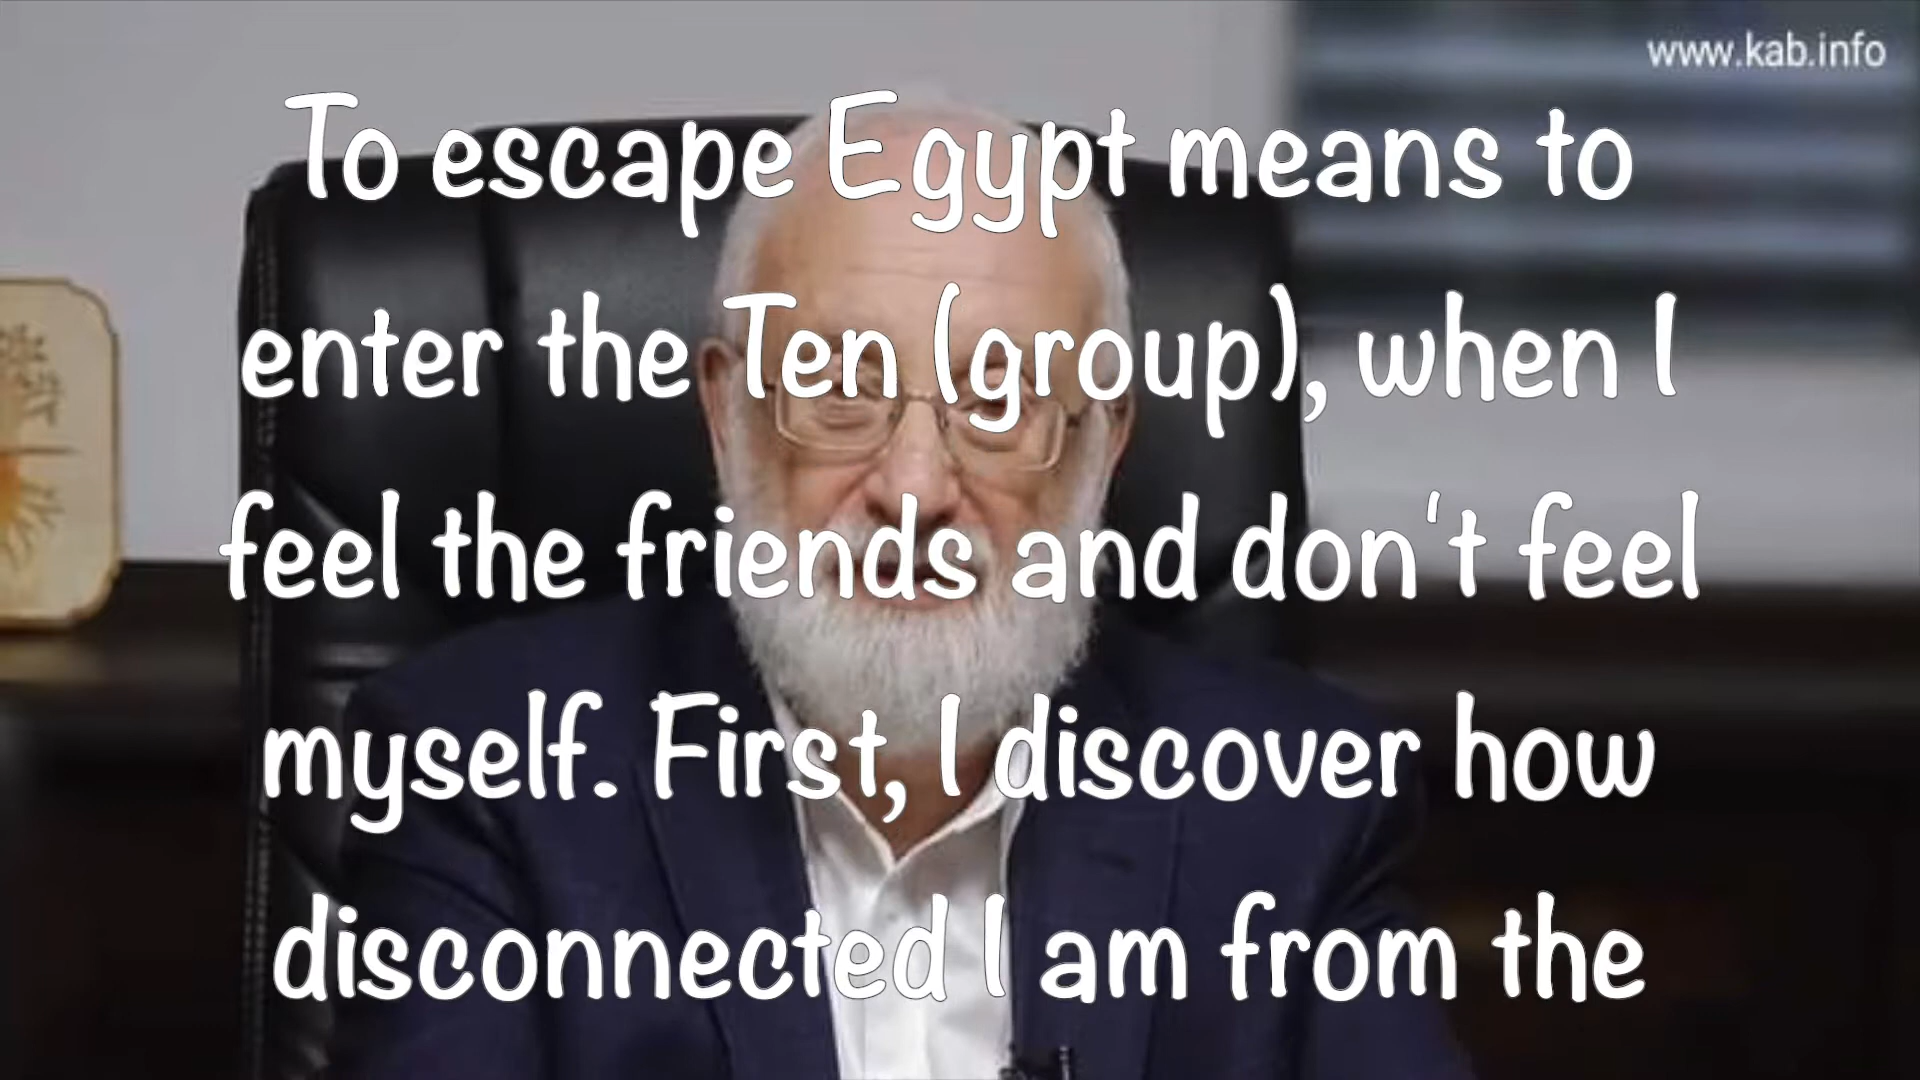 www.kab.info
To escape Egypt means to
enter the Ten (group), when I
feel the friends and don't feel
myself. First, I discover how
disconnected I am from the